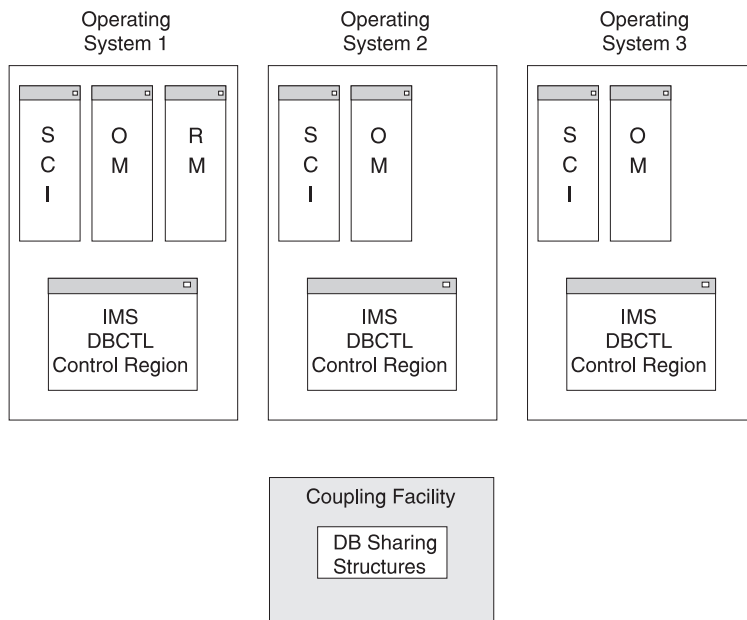 Operating
System 1
Operating
System 2
Operating
System 3
S
C
I
O
M
R
M
S
C
I
O
M
S
C
I
O
M
IMS
DBCTL
Control Region
IMS
DBCTL
Control Region
IMS
DBCTL
Control Region
Coupling Facility
DB Sharing
Structures